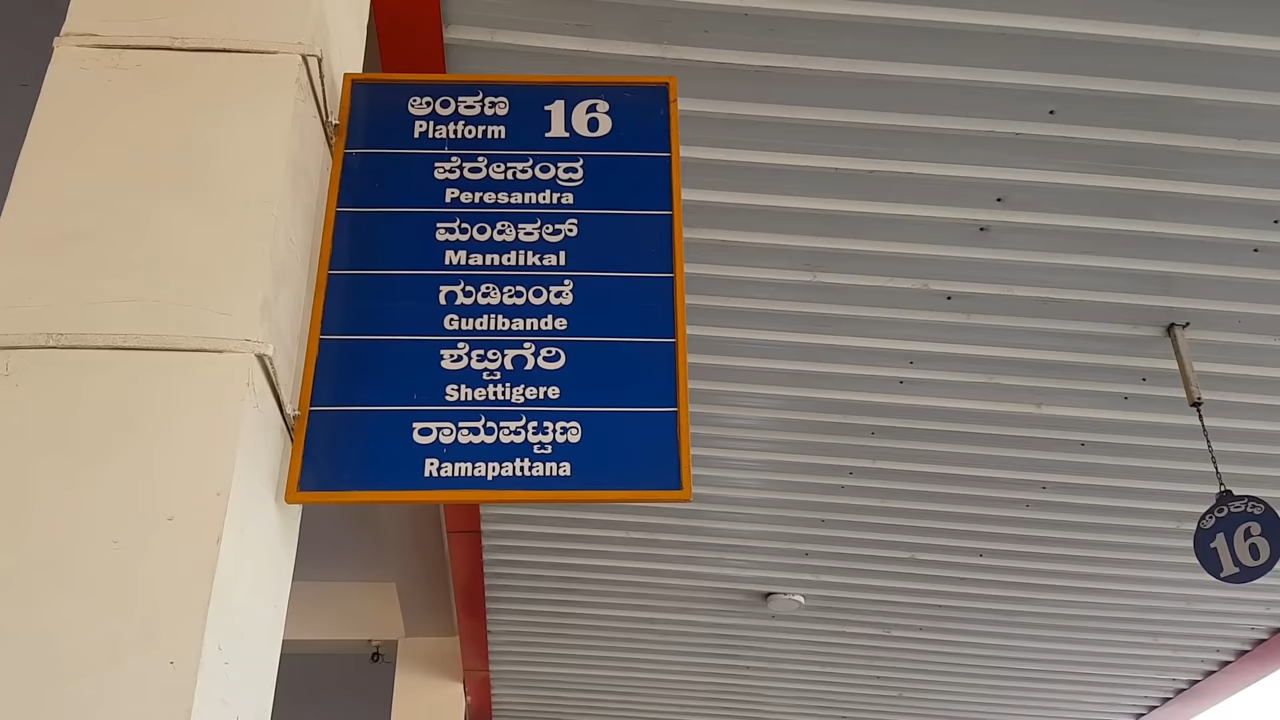 ಅಂಕಣ 16
Platform
ಪೆರೇಸಂದ್ರ
Peresandra
ಮಂಡಿಕಲ್
Mandikal
ಗುಡಿಬಂಡೆ
Gudibande
ಶೆಟ್ಟಿಗೆರಿ
Shettigere
ರಾಮಪಟ್ಟಣ
Ramapattana
ಅಂಕಣ
16